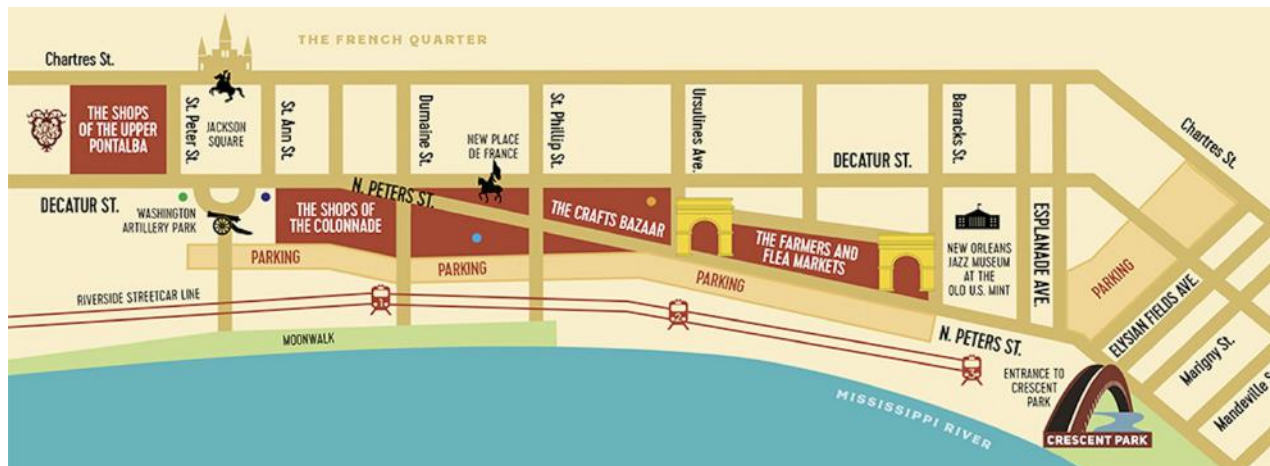 THE FRENCH QUARTER
Chartres St.
THE SHOPS
OF THE UPPER
PONTALBA
St. Peter St.
JACKSON
SQUARE
St. Ann St.
Dumaine St.
NEW PLACE
DE FRANCE
St. Phillip St.
Ursulines Ave.
DECATUR ST.
Barracks St.
Chartres St.
DECATUR ST.
WASHINGTON
ARTILLERY PARK
THE SHOPS OF
THE COLONNADE
N. PETERS ST.
THE CRAFTS BAZAAR
THE FARMERS AND
FLEA MARKETS
NEW ORLEANS
JAZZ MUSEUM
AT THE
OLD U.S. MINT
ESPLANADE AVE.
PARKING
PARKING
PARKING
PARKING
ELYSIAN FIELDS AVE.
Marigny St.
Mandeville S
RIVERSIDE STREETCAR LINE
1
2
3
MOONWALK
N. PETERS ST.
ENTRANCE TO
CRESCENT
PARK
MISSISSIPPI RIVER
CRESCENT PARK